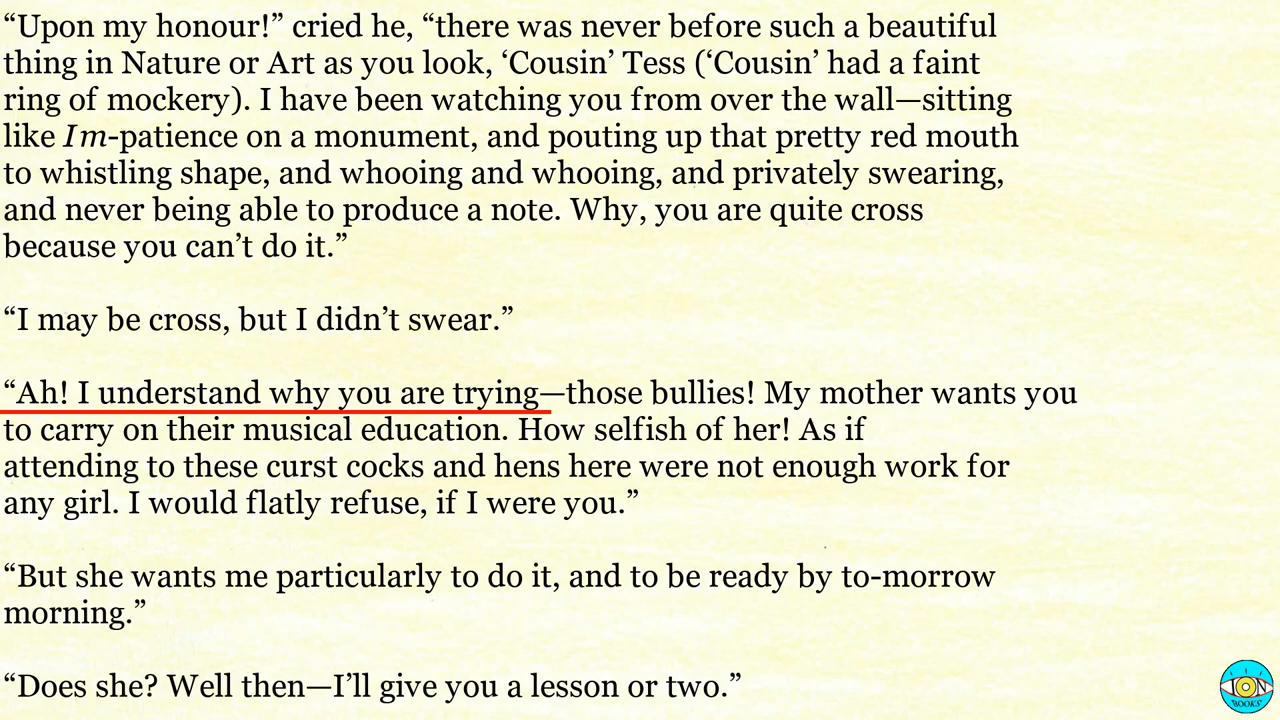 “Upon my honour!” cried he, “there was never before such a beautiful
thing in Nature or Art as you look, ‘Cousin’ Tess (‘Cousin’ had a faint
ring of mockery). I have been watching you from over the wall—sitting
like Im-patience on a monument, and pouting up that pretty red mouth
to whistling shape, and whooing and whooing, and privately swearing,
and never being able to produce a note. Why, you are quite cross
because you can’t do it.”
“I may be cross, but I didn’t swear.”
“Ah! I understand why you are trying—those bullies! My mother wants you
to carry on their musical education. How selfish of her! As if
attending to these curst cocks and hens here were not enough work for
any girl. I would flatly refuse, if I were you.”
“But she wants me particularly to do it, and to be ready by to-morrow
morning.”
“Does she? Well then—I’ll give you a lesson or two.”
ION
BOOKS